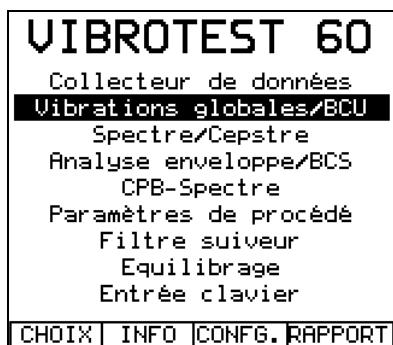 VIBROTEST 60
Collecteur de données
Vibrations globales/BCU
Spectre/Cepstre
Analyse enveloppe/BCS
CPB-Spectre
Paramètres de procédé
Filtre suiveur
Equilibrage
Entrée clavier
CHOIX INFO CONFG. RAPPORT